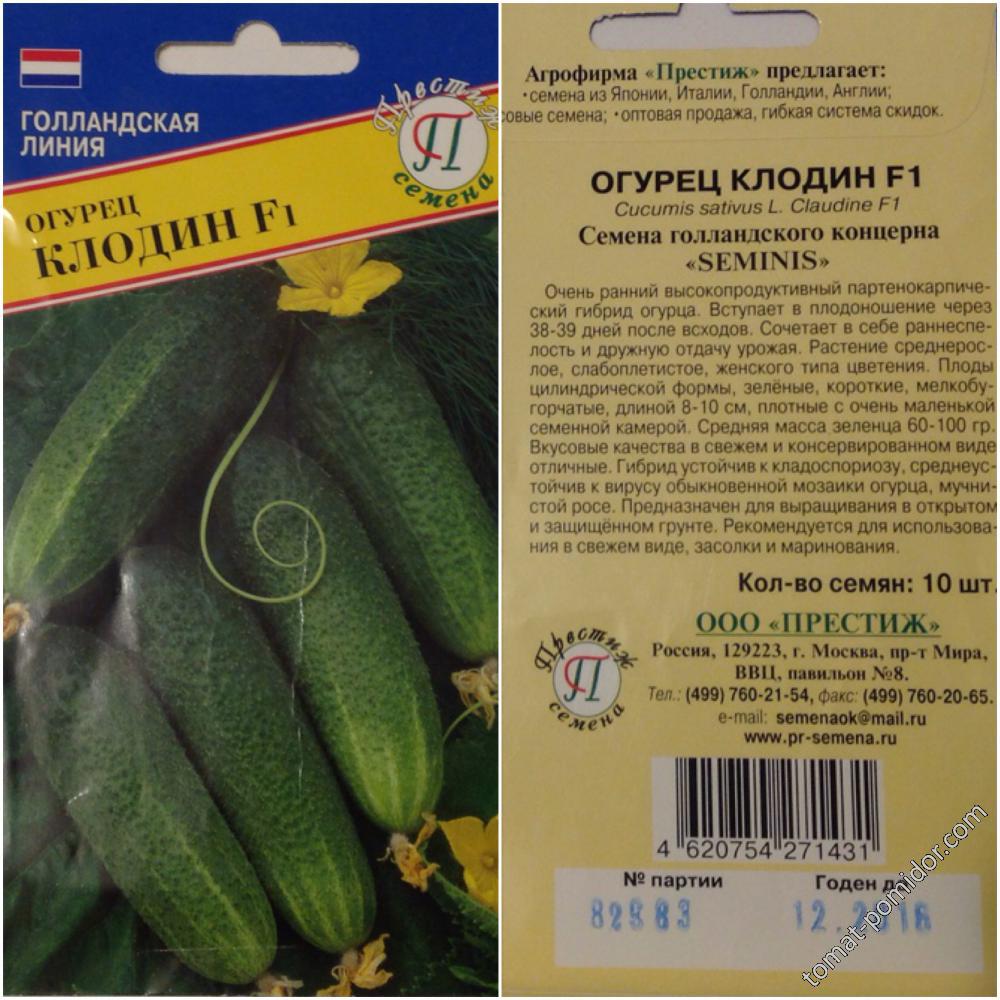 ГОЛЛАНДСКАЯ
ЛИНИЯ
Престиж
П
семена
ОГУРЕЦ
КЛОДИН F1
Агрофирма «Престиж» предлагает:
•семена из Японии, Италии, Голландии, Англии;
совые семена; •оптовая продажа, гибкая система скидок.
ОГУРЕЦ КЛОДИН F1
Cucumis sativus L. Claudine F1
Семена голландского концерна
«SEMINIS»
Очень ранний высокопродуктивный партенокарпиче-
ский гибрид огурца. Вступает в плодоношение через
38-39 дней после всходов. Сочетает в себе раннеспе-
лость и дружную отдачу урожая. Растение среднерос-
лое, слабоплетистое, женского типа цветения. Плоды
цилиндрической формы, зелёные, короткие, мелкобу-
горчатые, длиной 8-10 см, плотные с очень маленькой
семенной камерой. Средняя масса зеленца 60-100 гр.
Вкусовые качества в свежем и консервированном виде
отличные. Гибрид устойчив к кладоспориозу, среднеус-
тойчив к вирусу обыкновенной мозаики огурца, мучни-
стой росе. Предназначен для выращивания в открытом
и защищённом грунте. Рекомендуется для использова-
ния в свежем виде, засолки и маринования.
Кол-во семян: 10 шт.
ООО «ПРЕСТИЖ»
Россия, 129223, г. Москва, пр-т Мира,
ВВЦ, павильон №8.
Тел.: (499) 760-21-54, факс: (499) 760-20-65.
e-mail: semenaok@mail.ru
www.pr-semena.ru
Престиж
П
семена
4 620754 271431
№ партии
Годен до
82583
12.2016
tomat-pomidor.com